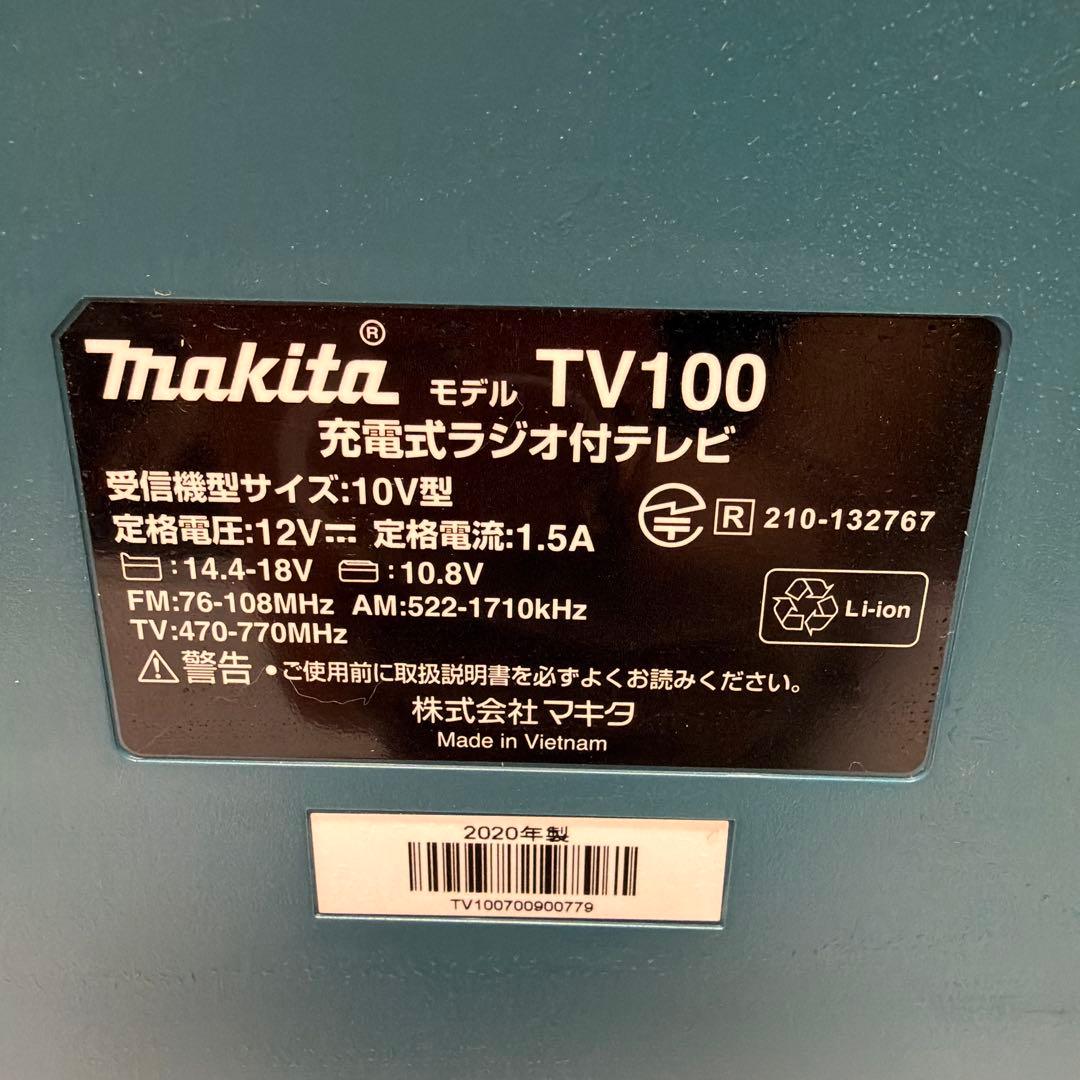 makita® モデル TV100
充電式ラジオ付テレビ
受信機型サイズ:10V型
定格電圧:12V⎓ 定格電流:1.5A
R 210-132767
:14.4-18V :10.8V
FM:76-108MHz AM:522-1710kHz
Li-ion
TV:470-770MHz
⚠警告 •ご使用前に取扱説明書を必ずよくお読みください。
株式会社マキタ
Made in Vietnam
2020年製
TV100700900779